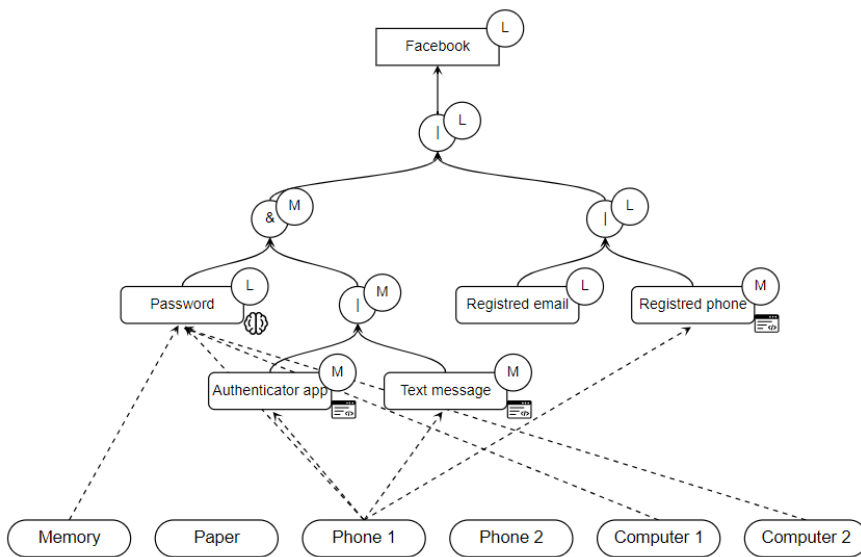 Facebook
L
|
L
&
M
|
L
Password
L
|
M
Registred email
L
Registred phone
M
Authenticator app
M
Text message
M
Memory
Paper
Phone 1
Phone 2
Computer 1
Computer 2